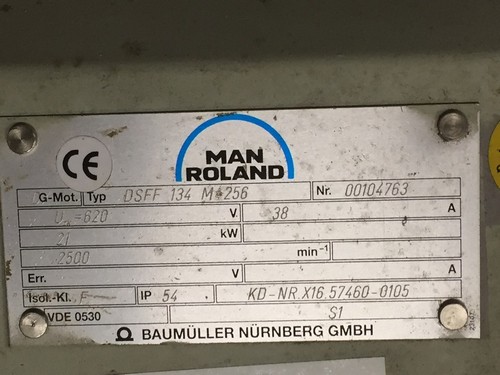 CE
MAN
ROLAND
G-Mot. Typ DSFF 134 M-256 Nr. 00104763
=620 V 38 A
21 kW
2500 min⁻¹
Err. V A
Isol.-Kl. F IP 54 KD-NR.X16.57460-0105
VDE 0530 S1
BAUMÜLLER NÜRNBERG GMBH